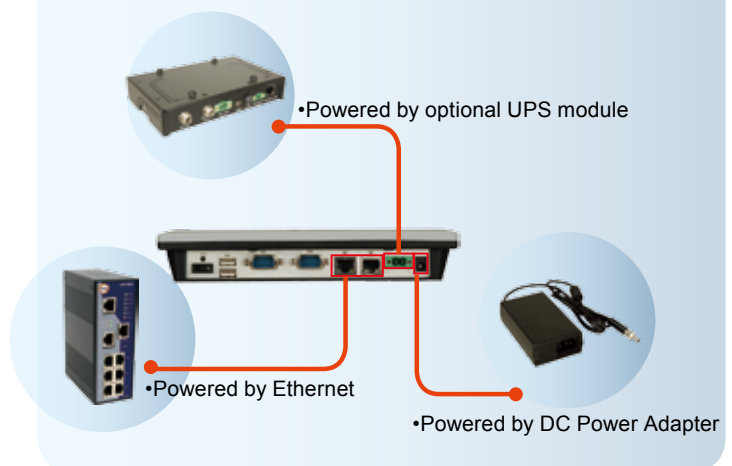 •Powered by optional UPS module
•Powered by Ethernet
•Powered by DC Power Adapter